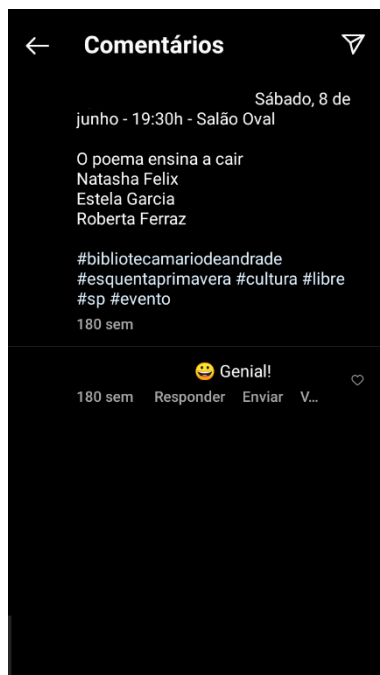 Comentários
Sábado, 8 de
junho - 19:30h - Salão Oval
O poema ensina a cair
Natasha Felix
Estela Garcia
Roberta Ferraz
#bibliotecamariodeandrade
#esquentaprimavera #cultura #libre
#sp #evento
180 sem
😀 Genial!
180 sem Responder Enviar V...